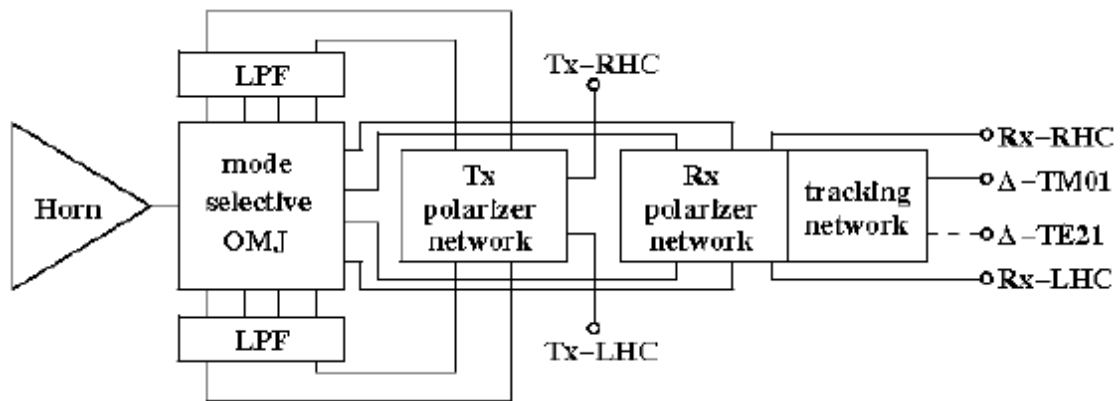 LPF
Tx-RHC
Horn
mode
selective
OMJ
Tx
polarizer
network
Rx
polarizer
network
tracking
network
Rx-RHC
Δ-TM01
Δ-TE21
Rx-LHC
LPF
Tx-LHC